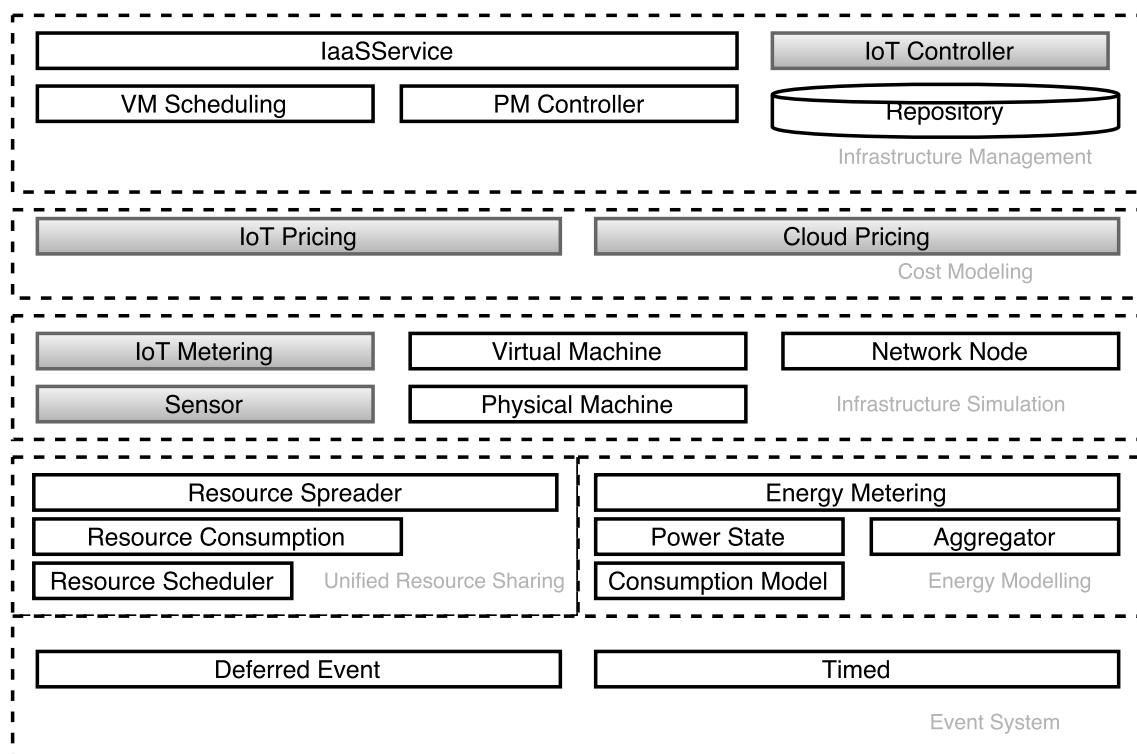 IaaSService
IoT Controller
VM Scheduling
PM Controller
Repository
Infrastructure Management
IoT Pricing
Cloud Pricing
Cost Modeling
IoT Metering
Virtual Machine
Network Node
Sensor
Physical Machine
Infrastructure Simulation
Resource Spreader
Energy Metering
Resource Consumption
Power State
Aggregator
Resource Scheduler
Unified Resource Sharing
Consumption Model
Energy Modelling
Deferred Event
Timed
Event System